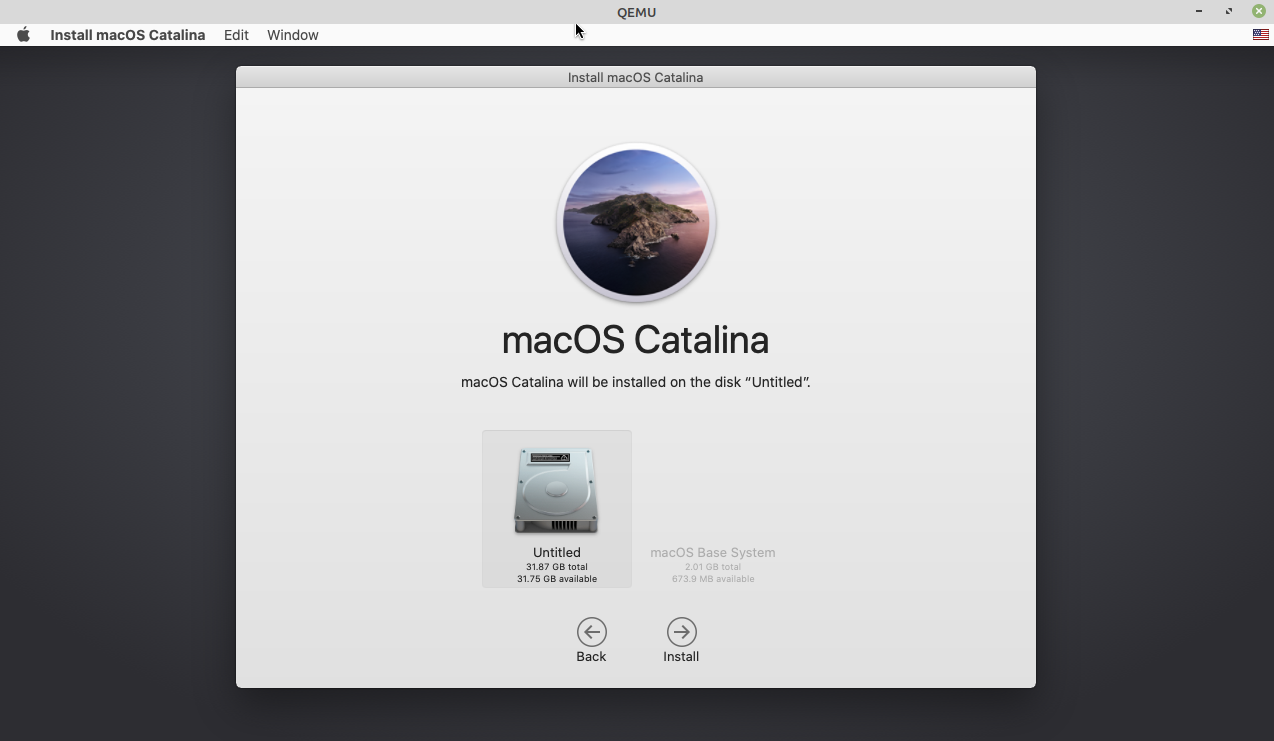 QEMU
Install macOS Catalina Edit Window
Install macOS Catalina
macOS Catalina
macOS Catalina will be installed on the disk “Untitled”.
Untitled
31.87 GB total
31.75 GB available
macOS Base System
2.01 GB total
673.9 MB available
Back
Install